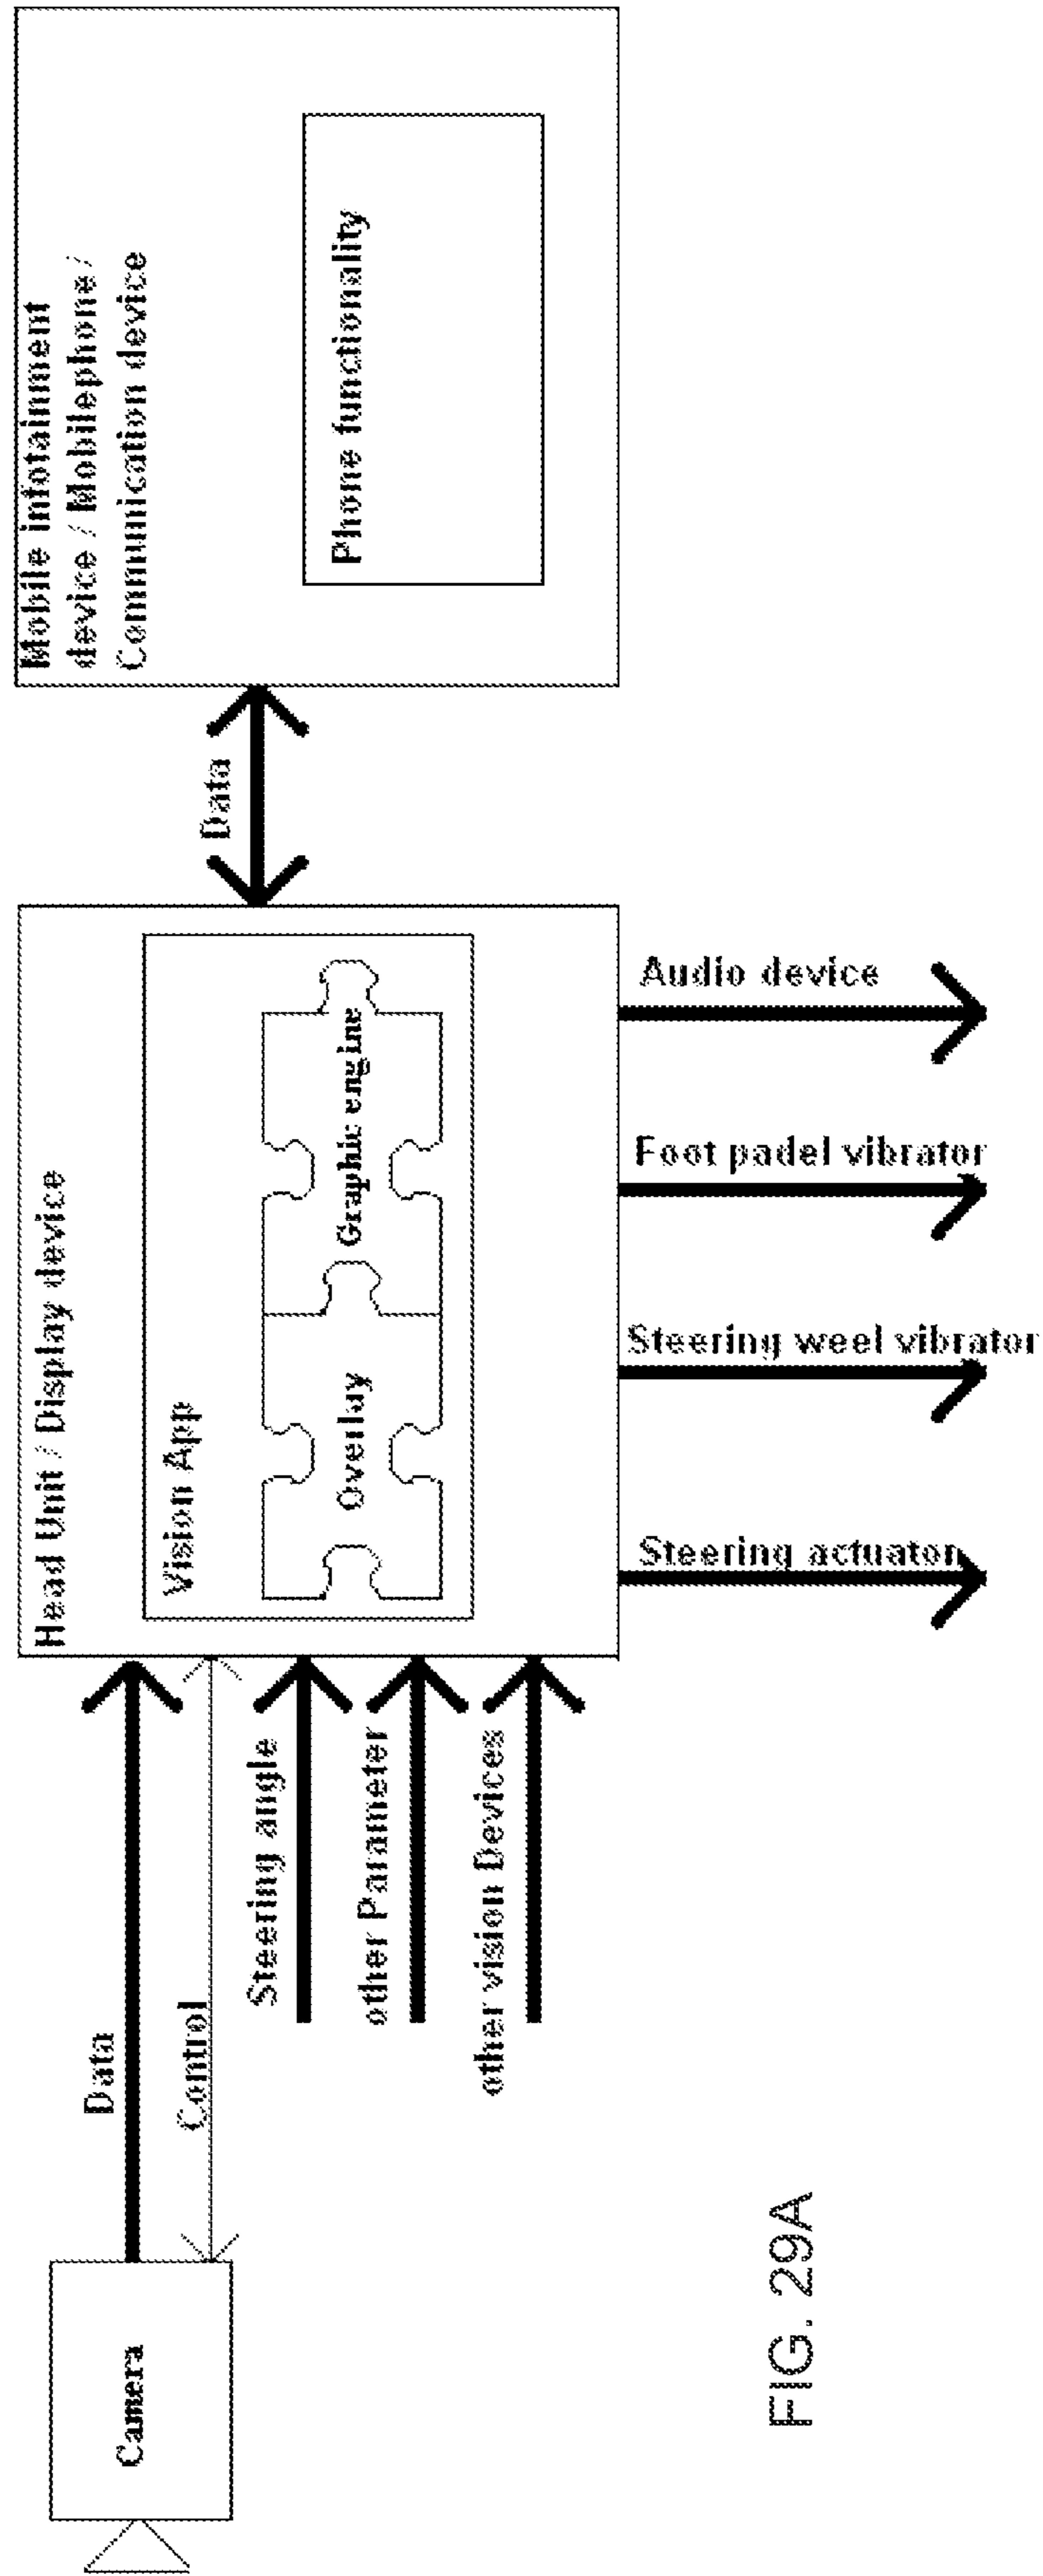 Camera
Data
Control
Steering angle
other Parameter
other vision Devices
Head Unit / Display device
Vision App
Overlay
Graphic engine
Data
Mobile infotainment
device / Mobilephone /
Communication device
Phone functionality
Audio device
Foot padel vibrator
Steering weel vibrator
Steering actuator
FIG. 29A